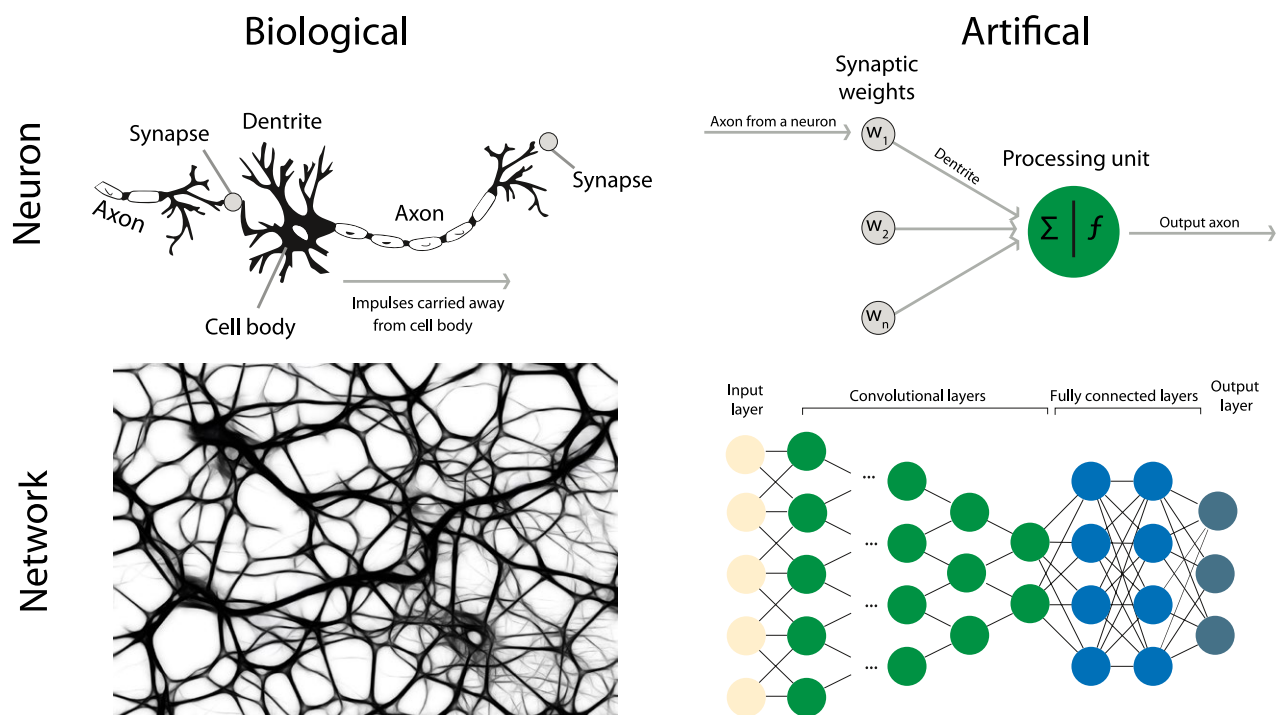 Biological
Artifical
Neuron
Synapse
Dentrite
Axon
Axon
Synapse
Cell body
Impulses carried away
from cell body
Synaptic
weights
Axon from a neuron
w1
Dentrite
w2
wn
Processing unit
Σ | f
Output axon
Network
Input
layer
Convolutional layers
Fully connected layers
Output
layer
...
...
...
...